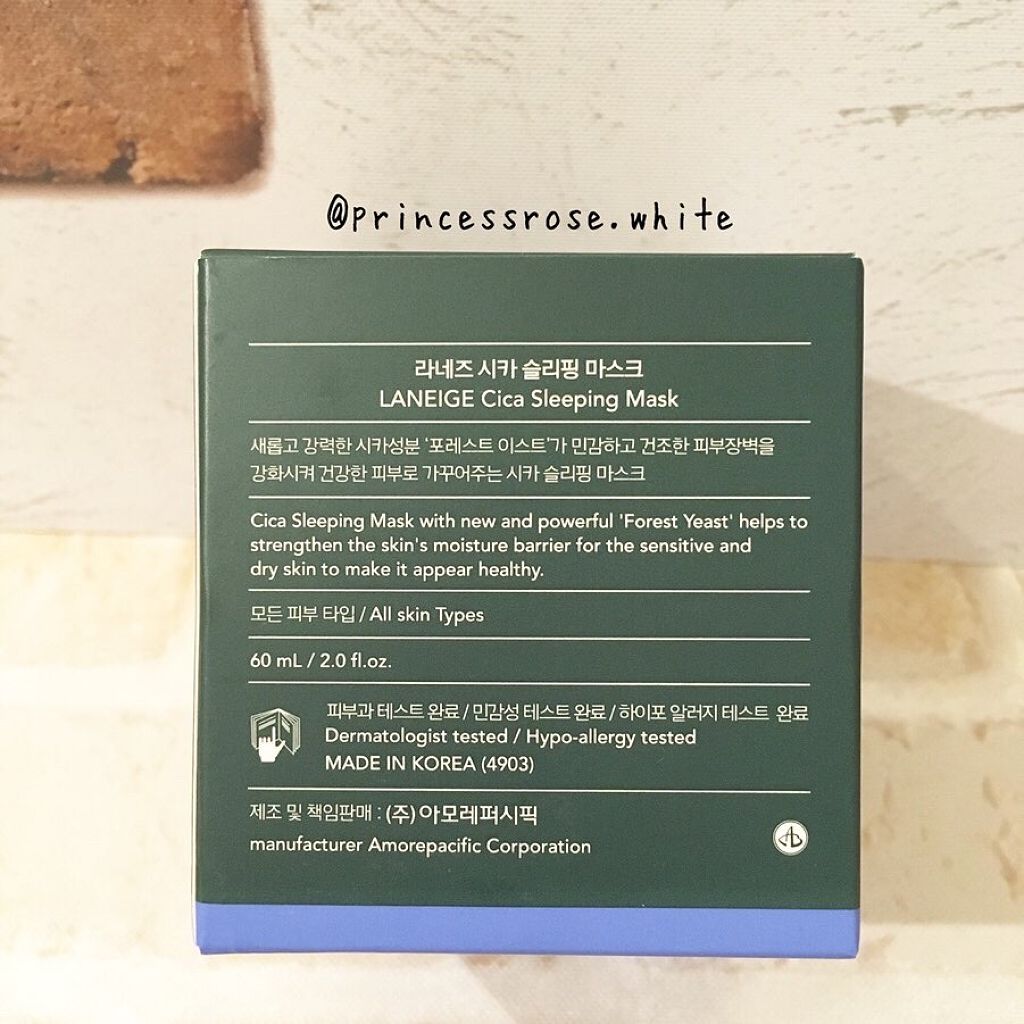 @princessrose.white
라네즈 시카 슬리핑 마스크
LANEIGE Cica Sleeping Mask
새롭고 강력한 시카성분 '포레스트 이스트'가 민감하고 건조한 피부장벽을
강화시켜 건강한 피부로 가꾸어주는 시카 슬리핑 마스크
Cica Sleeping Mask with new and powerful 'Forest Yeast' helps to
strengthen the skin's moisture barrier for the sensitive and
dry skin to make it appear healthy.
모든 피부 타입 / All skin Types
60 mL / 2.0 fl.oz.
피부과 테스트 완료 / 민감성 테스트 완료 / 하이포 알러지 테스트 완료
Dermatologist tested / Hypo-allergy tested
MADE IN KOREA (4903)
제조 및 책임판매 : (주)아모레퍼시픽
manufacturer Amorepacific Corporation